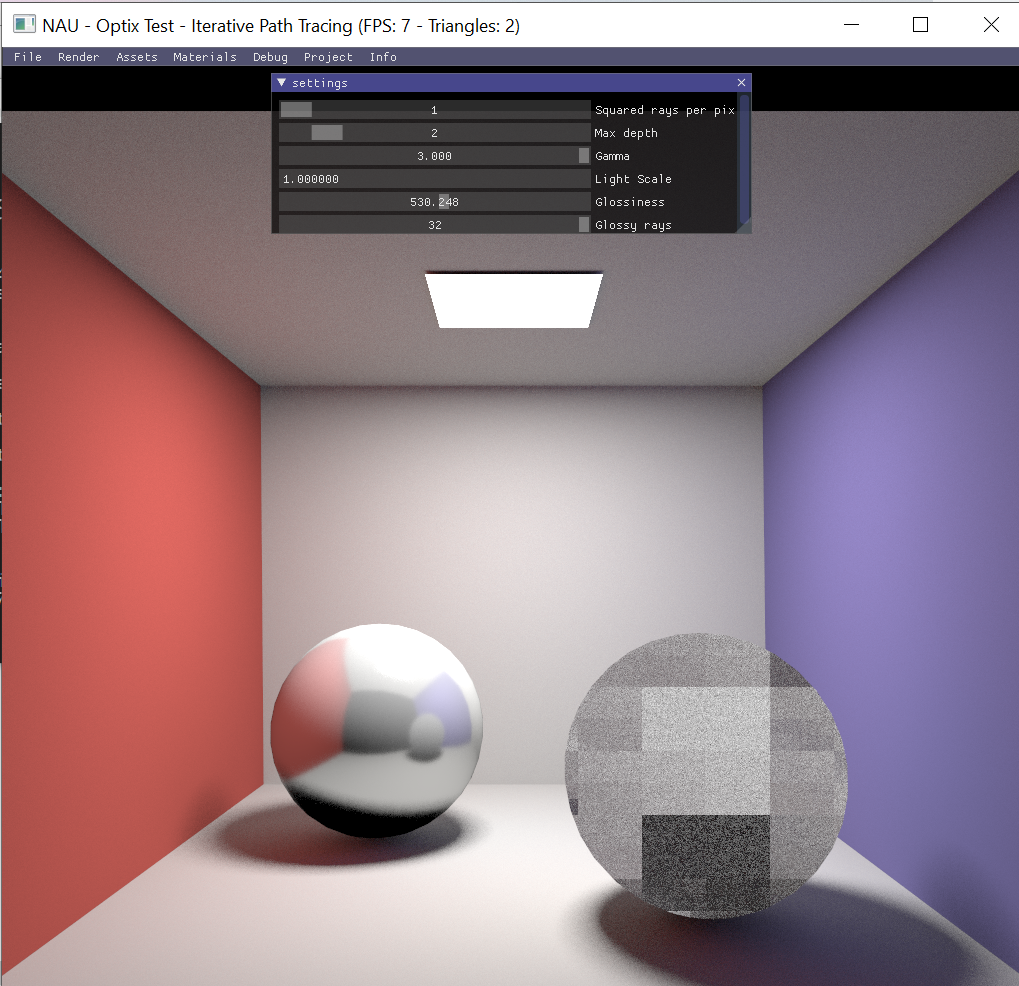 NAU - Optix Test - Iterative Path Tracing (FPS: 7 - Triangles: 2)
File Render Assets Materials Debug Project Info
settings
1 Squared rays per pix
2 Max depth
3.000 Gamma
1.000000 Light Scale
530.248 Glossiness
32 Glossy rays